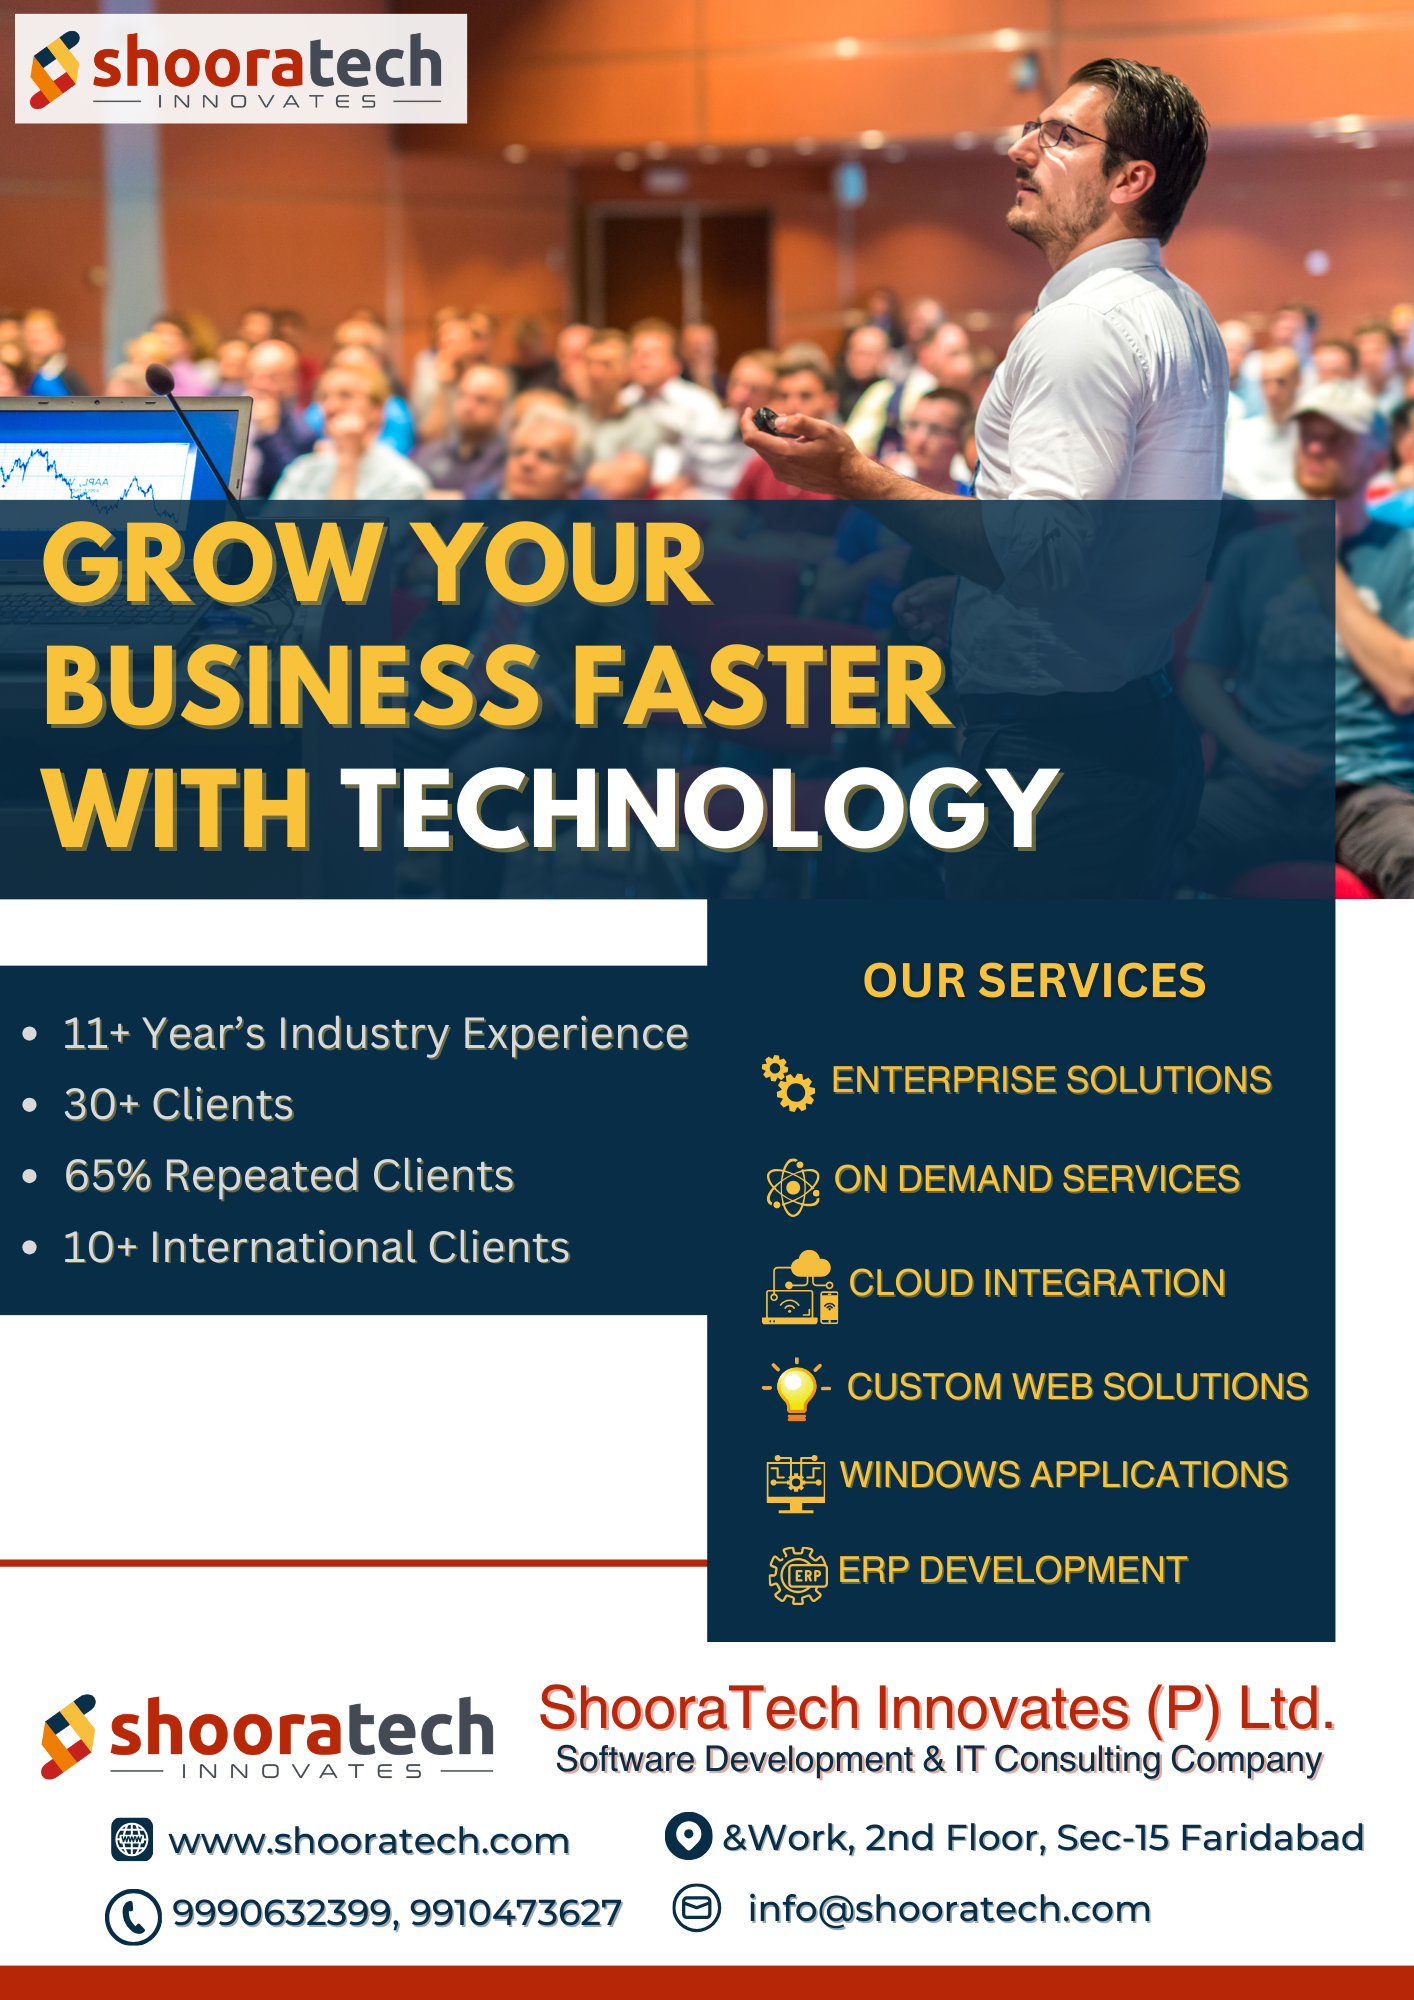 shooratech
INNOVATES
AAPL
GROW YOUR
BUSINESS FASTER
WITH TECHNOLOGY
11+ Year’s Industry Experience
30+ Clients
65% Repeated Clients
10+ International Clients
OUR SERVICES
ENTERPRISE SOLUTIONS
ON DEMAND SERVICES
CLOUD INTEGRATION
CUSTOM WEB SOLUTIONS
WINDOWS APPLICATIONS
ERP
ERP DEVELOPMENT
shooratech
INNOVATES
ShooraTech Innovates (P) Ltd.
Software Development & IT Consulting Company
www
www.shooratech.com
&Work, 2nd Floor, Sec-15 Faridabad
9990632399, 9910473627
info@shooratech.com